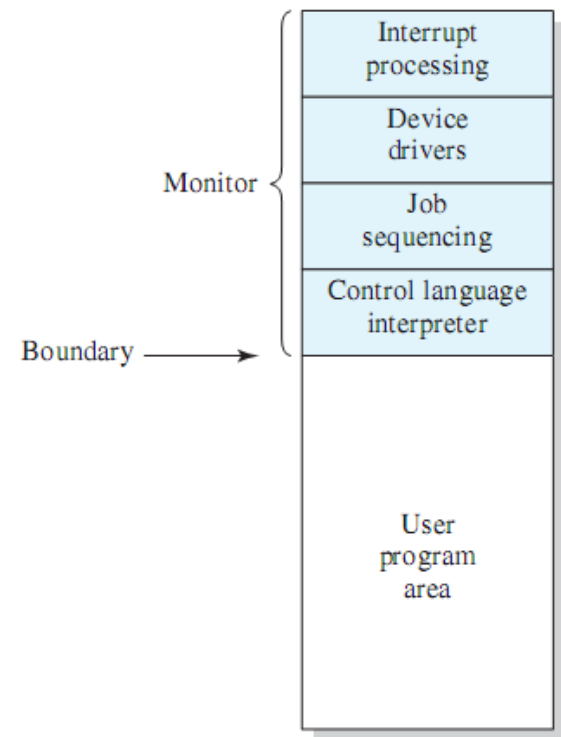 Interrupt
processing
Device
drivers
Monitor
Job
sequencing
Control language
interpreter
Boundary
User
program
area